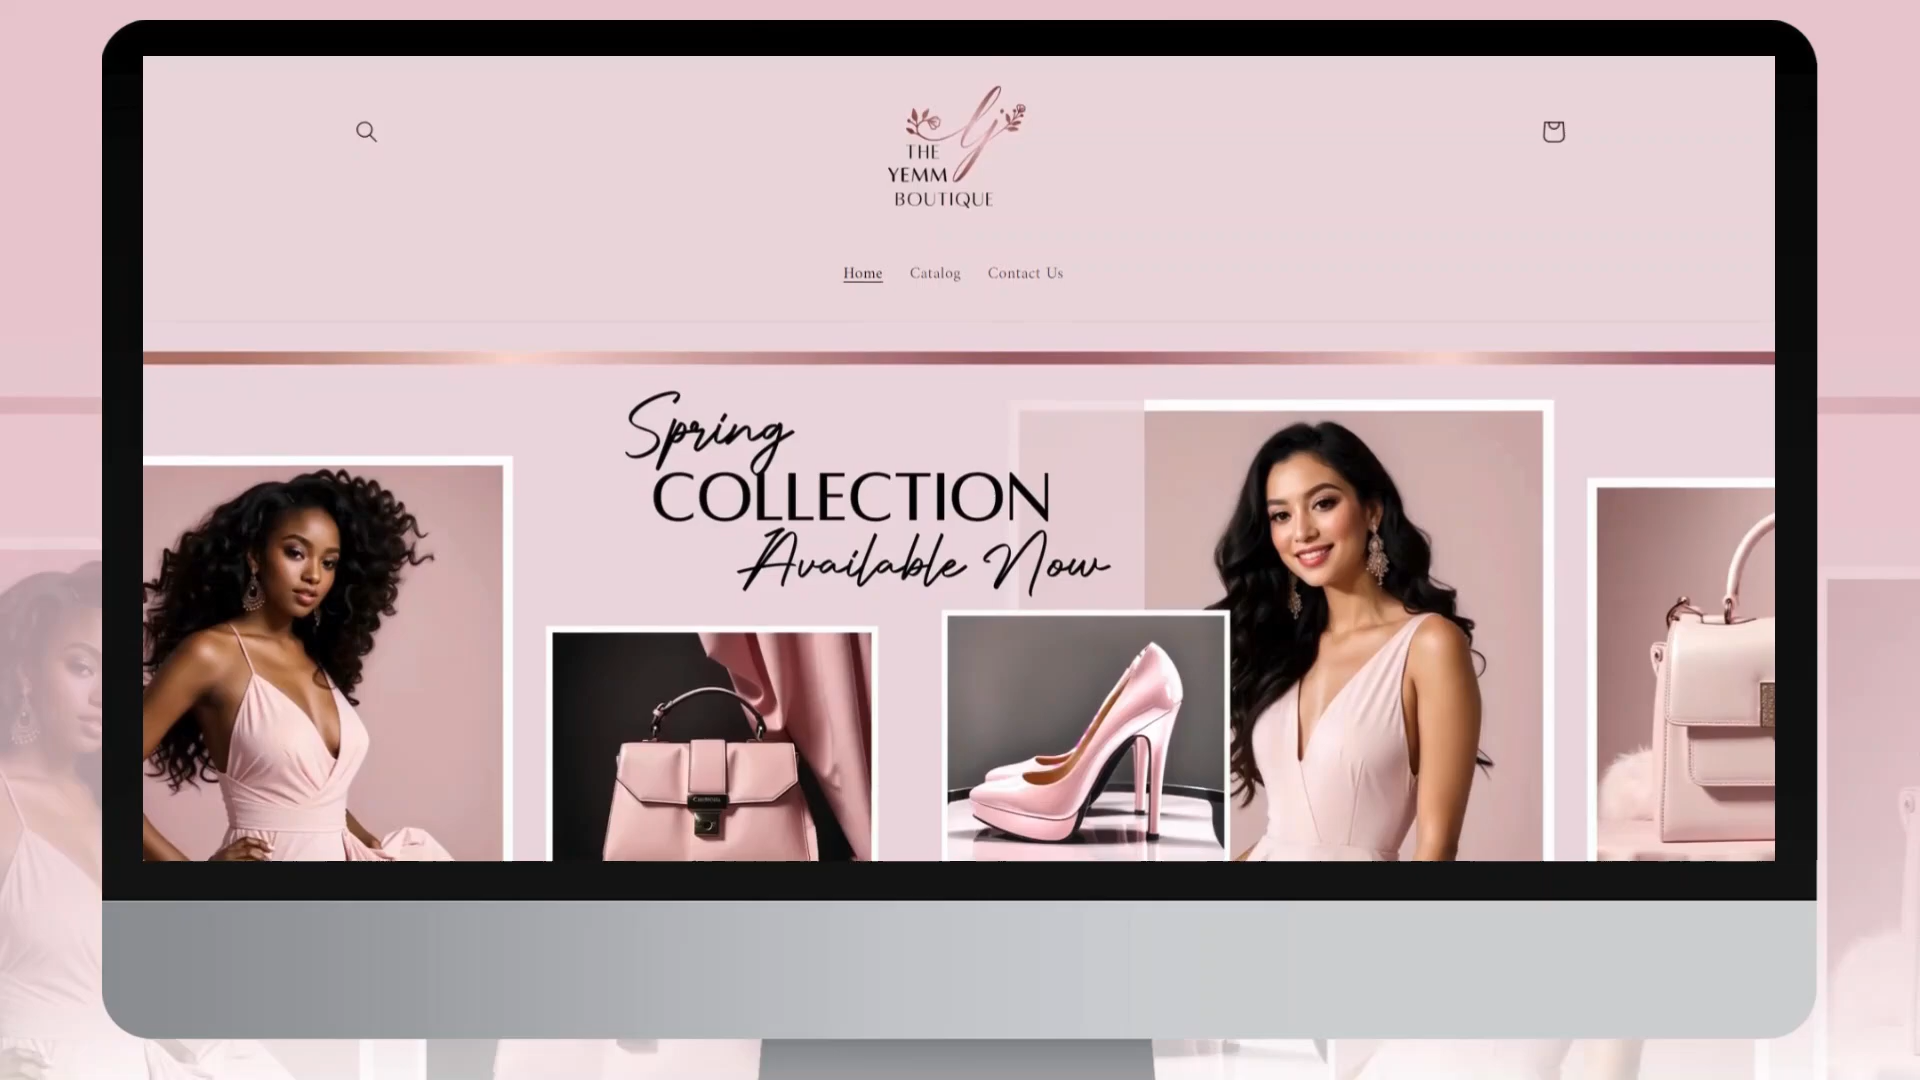 THE
YEMM
BOUTIQUE
Home Catalog Contact Us
Spring
COLLECTION
Available Now